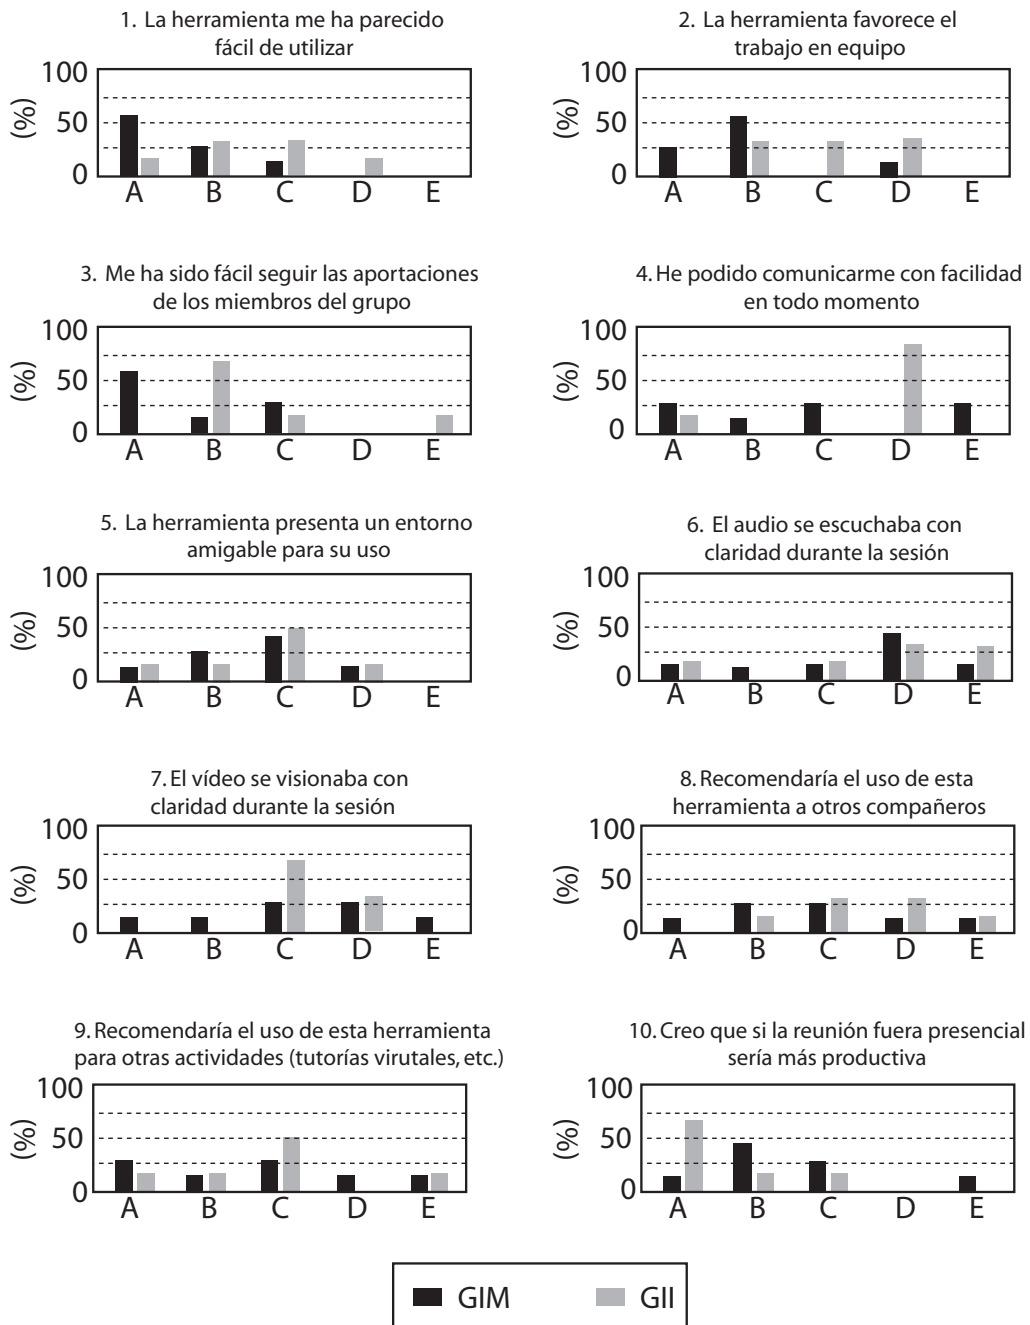 1. La herramienta me ha parecido
fácil de utilizar
100
50
0
(%)
A B C D E
2. La herramienta favorece el
trabajo en equipo
100
50
0
(%)
A B C D E
3. Me ha sido fácil seguir las aportaciones
de los miembros del grupo
100
50
0
(%)
A B C D E
4. He podido comunicarme con facilidad
en todo momento
100
50
0
(%)
A B C D E
5. La herramienta presenta un entorno
amigable para su uso
100
50
0
(%)
A B C D E
6. El audio se escuchaba con
claridad durante la sesión
100
50
0
(%)
A B C D E
7. El vídeo se visionaba con
claridad durante la sesión
100
50
0
(%)
A B C D E
8. Recomendaría el uso de esta
herramienta a otros compañeros
100
50
0
(%)
A B C D E
9. Recomendaría el uso de esta herramienta
para otras actividades (tutorías virutales, etc.)
100
50
0
(%)
A B C D E
10. Creo que si la reunión fuera presencial
sería más productiva
100
50
0
(%)
A B C D E
GIM GII